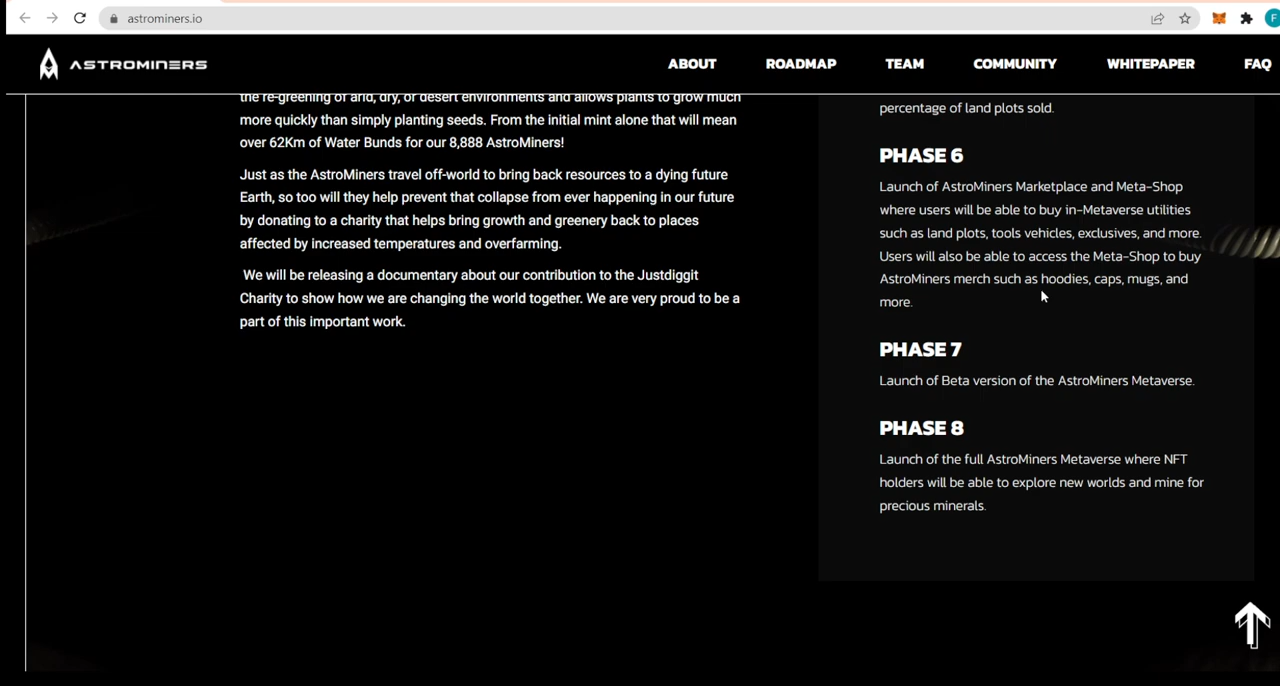 astrominers.io
F
ASTROMINERS
ABOUT
ROADMAP
TEAM
COMMUNITY
WHITEPAPER
FAQ
the re-greening of arid, dry, or desert environments and allows plants to grow much
more quickly than simply planting seeds. From the initial mint alone that will mean
over 62Km of Water Bunds for our 8,888 AstroMiners!
Just as the AstroMiners travel off-world to bring back resources to a dying future
Earth, so too will they help prevent that collapse from ever happening in our future
by donating to a charity that helps bring growth and greenery back to places
affected by increased temperatures and overfarming.
We will be releasing a documentary about our contribution to the Justdiggit
Charity to show how we are changing the world together. We are very proud to be a
part of this important work.
percentage of land plots sold.
PHASE 6
Launch of AstroMiners Marketplace and Meta-Shop
where users will be able to buy in-Metaverse utilities
such as land plots, tools vehicles, exclusives, and more.
Users will also be able to access the Meta-Shop to buy
AstroMiners merch such as hoodies, caps, mugs, and
more.
PHASE 7
Launch of Beta version of the AstroMiners Metaverse.
PHASE 8
Launch of the full AstroMiners Metaverse where NFT
holders will be able to explore new worlds and mine for
precious minerals.